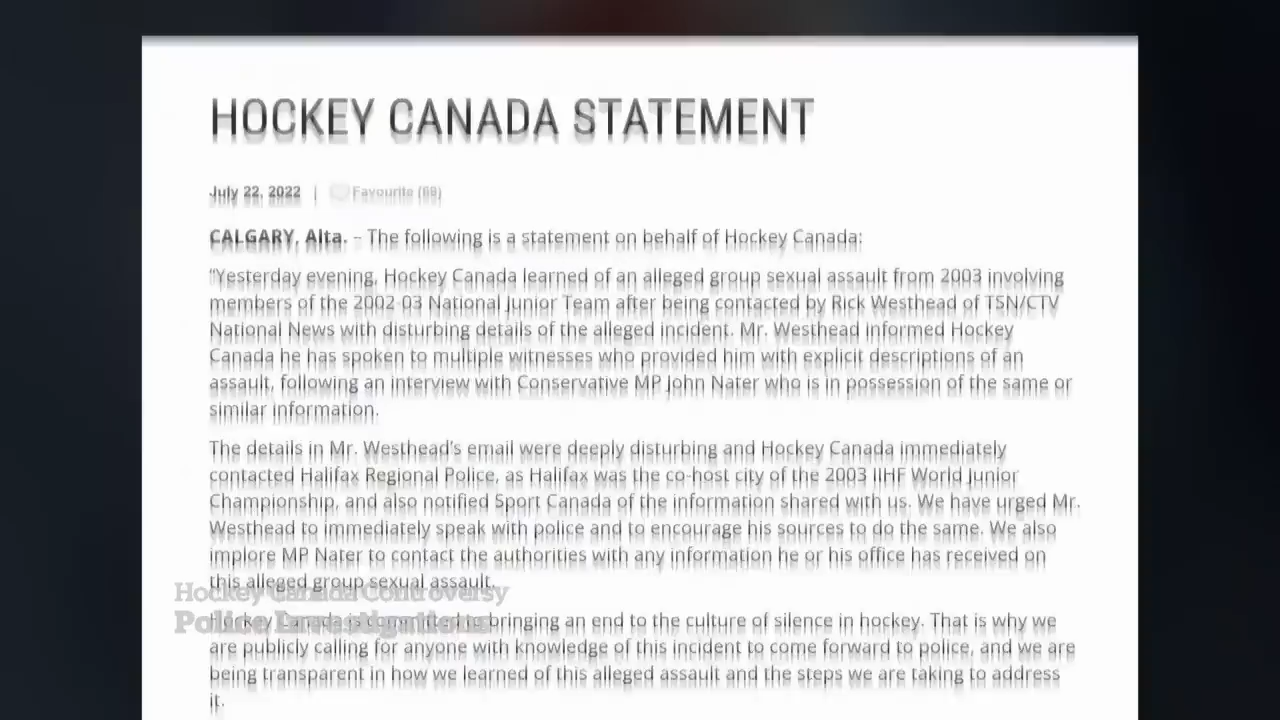 HOCKEY CANADA STATEMENT
July 22, 2022 | Favourite (68)
CALGARY, Alta. – The following is a statement on behalf of Hockey Canada:
“Yesterday evening, Hockey Canada learned of an alleged group sexual assault from 2003 involving
members of the 2002-03 National Junior Team after being contacted by Rick Westhead of TSN/CTV
National News with disturbing details of the alleged incident. Mr. Westhead informed Hockey
Canada he has spoken to multiple witnesses who provided him with explicit descriptions of an
assault, following an interview with Conservative MP John Nater who is in possession of the same or
similar information.
The details in Mr. Westhead’s email were deeply disturbing and Hockey Canada immediately
contacted Halifax Regional Police, as Halifax was the co-host city of the 2003 IIHF World Junior
Championship, and also notified Sport Canada of the information shared with us. We have urged Mr.
Westhead to immediately speak with police and to encourage his sources to do the same. We also
implore MP Nater to contact the authorities with any information he or his office has received on
this alleged group sexual assault.
Hockey Canada Controversy
Police Investigations
bringing an end to the culture of silence in hockey. That is why we
are publicly calling for anyone with knowledge of this incident to come forward to police, and we are
being transparent in how we learned of this alleged assault and the steps we are taking to address
it.